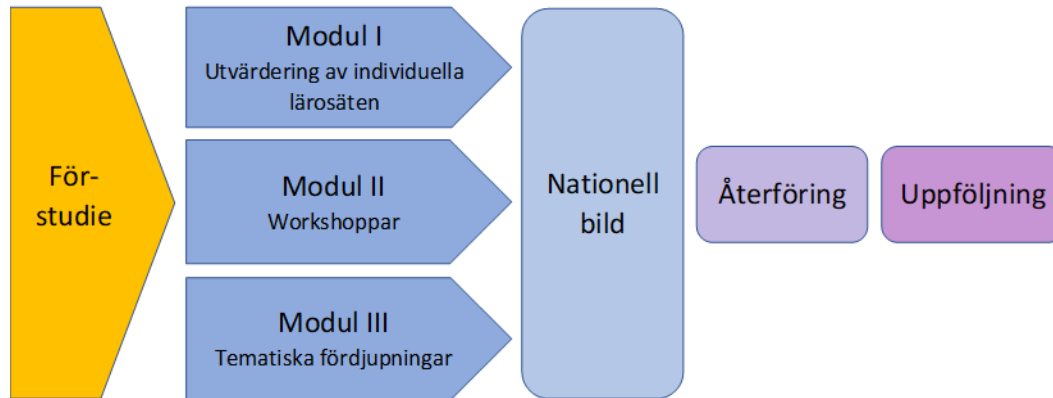 För-
studie
Modul I
Utvärdering av individuella
lärosäten
Modul II
Workshoppar
Modul III
Tematiska fördjupningar
Nationell
bild
Återföring
Uppföljning